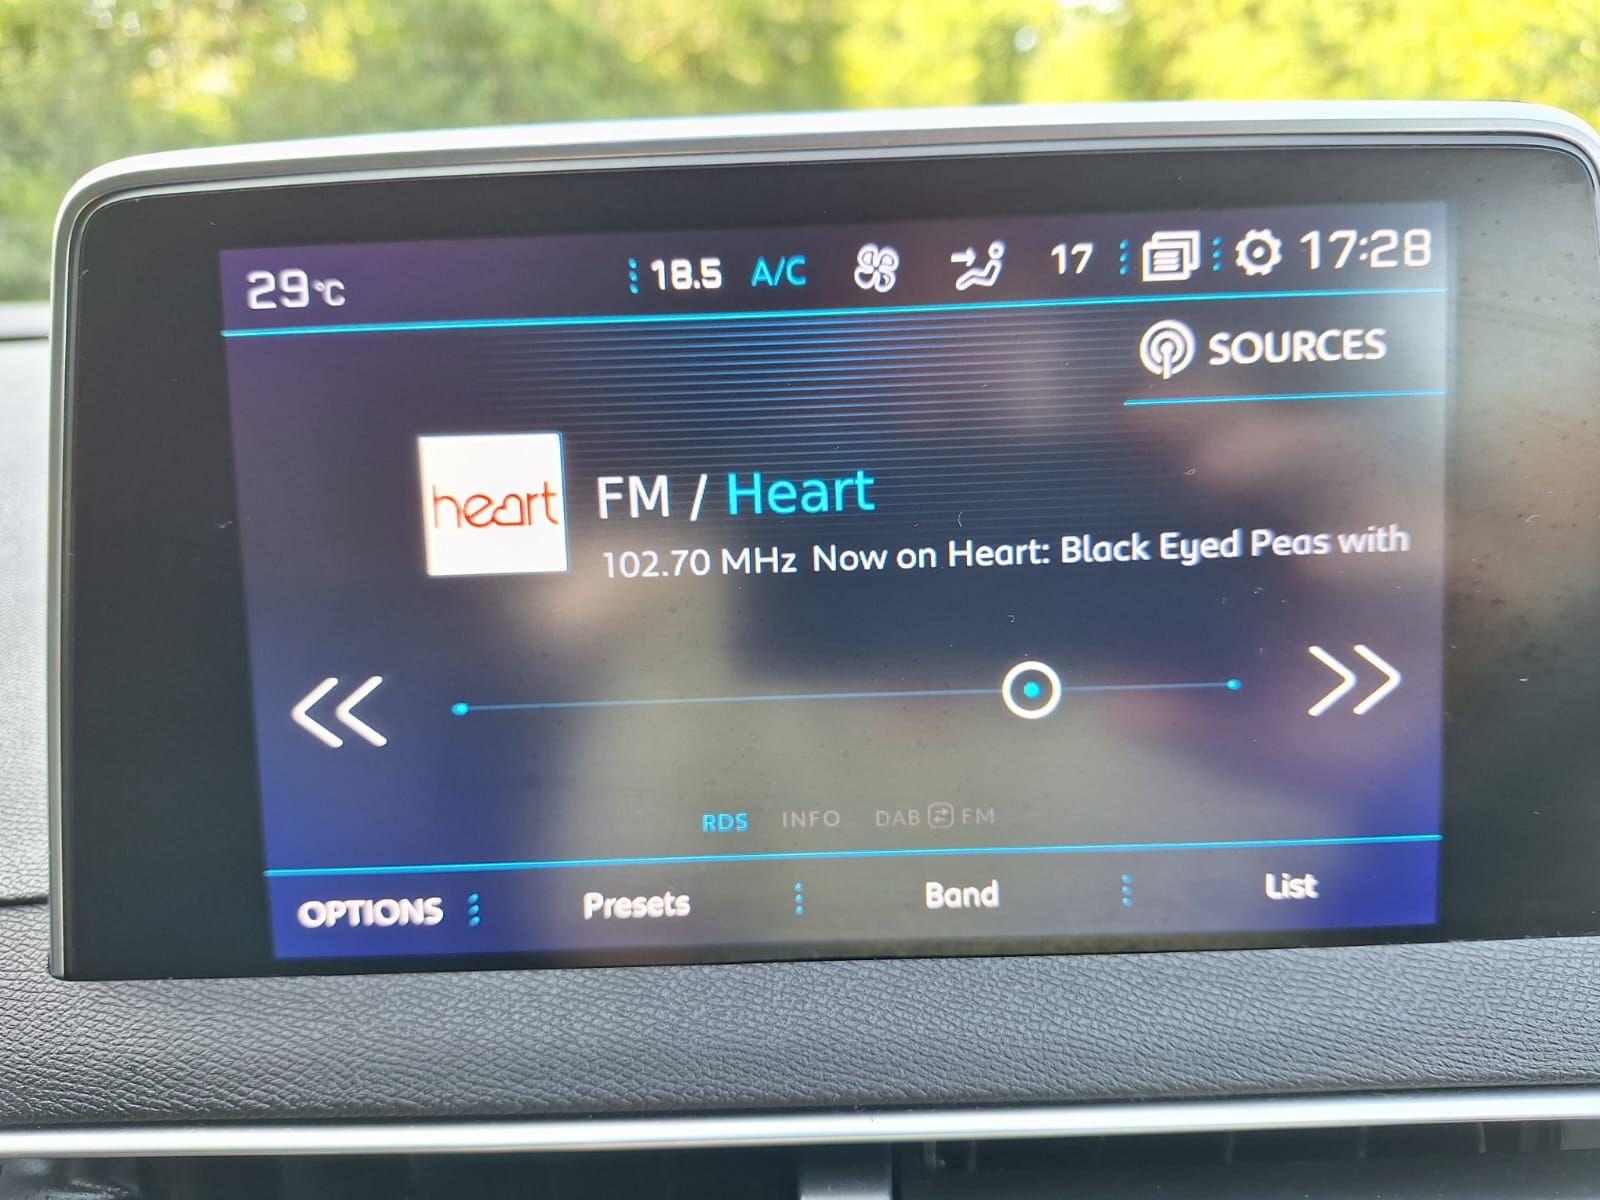 29°C 18.5 A/C 17 17:28
SOURCES
heart
FM / Heart
102.70 MHz Now on Heart: Black Eyed Peas with
RDS INFO DAB FM
OPTIONS Presets Band List